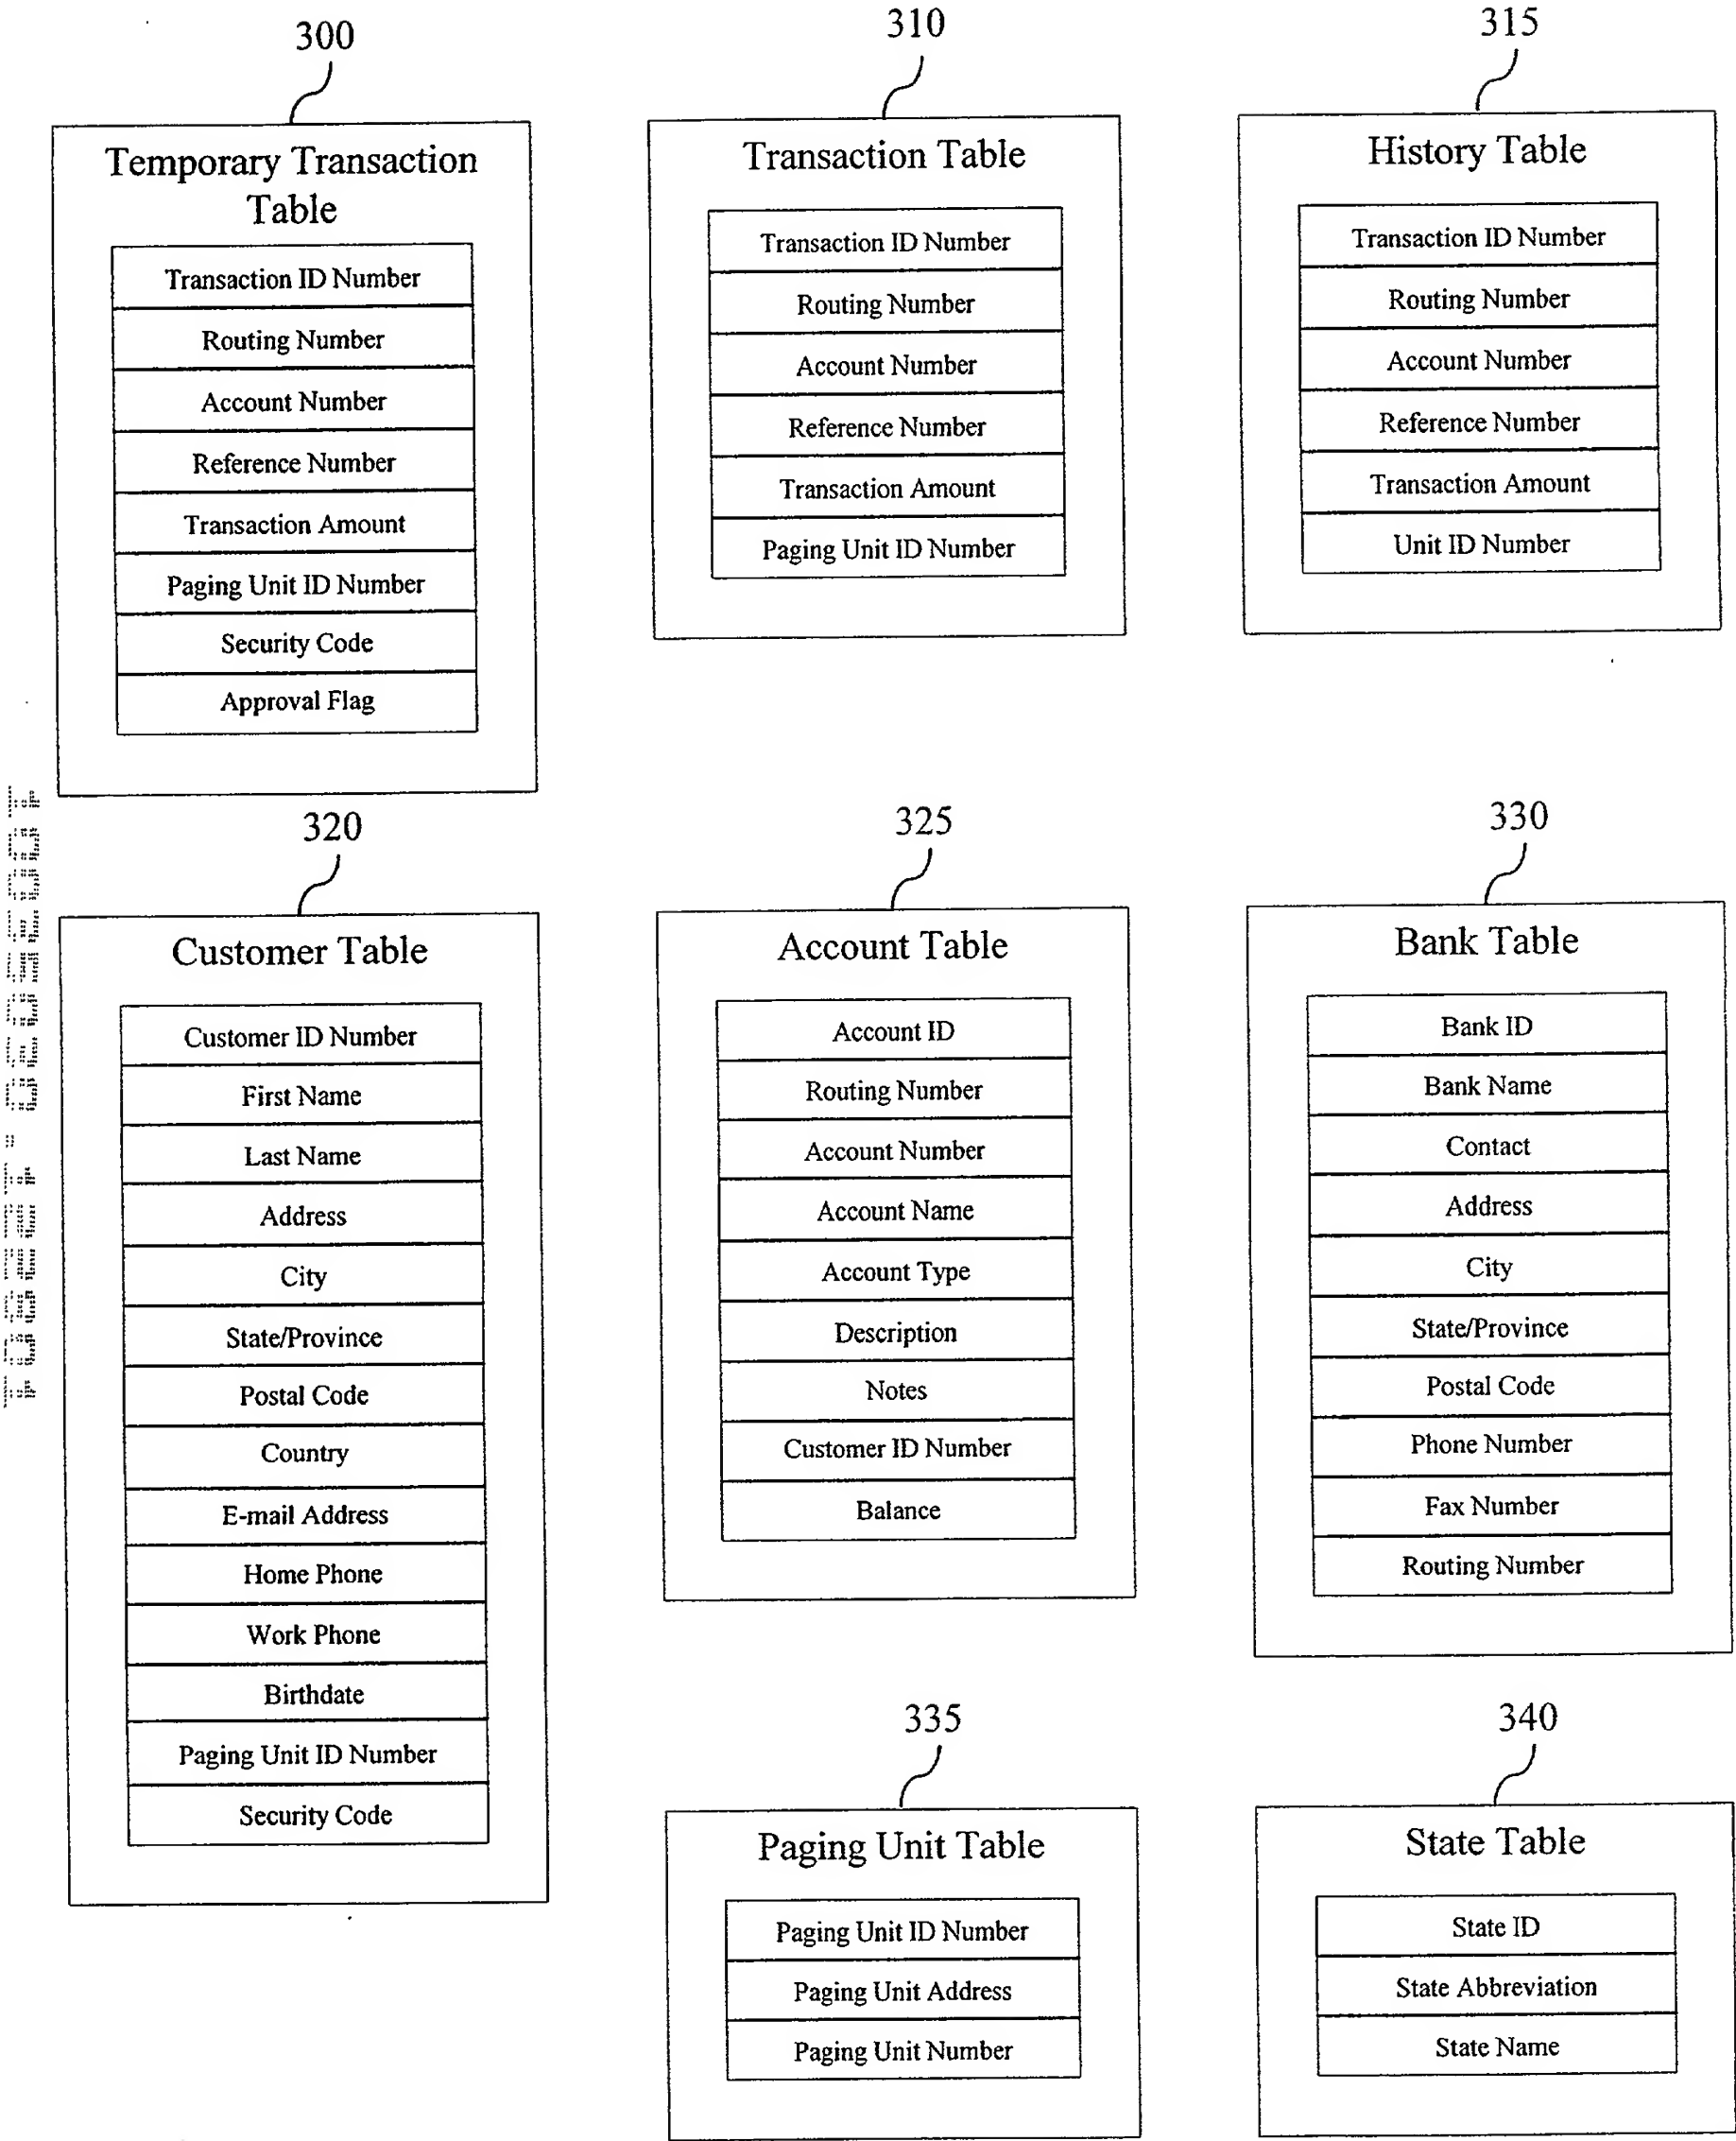 300
Temporary Transaction
Table
Transaction ID Number
Routing Number
Account Number
Reference Number
Transaction Amount
Paging Unit ID Number
Security Code
Approval Flag
310
Transaction Table
Transaction ID Number
Routing Number
Account Number
Reference Number
Transaction Amount
Paging Unit ID Number
315
History Table
Transaction ID Number
Routing Number
Account Number
Reference Number
Transaction Amount
Unit ID Number
320
Customer Table
Customer ID Number
First Name
Last Name
Address
City
State/Province
Postal Code
Country
E-mail Address
Home Phone
Work Phone
Birthdate
Paging Unit ID Number
Security Code
325
Account Table
Account ID
Routing Number
Account Number
Account Name
Account Type
Description
Notes
Customer ID Number
Balance
330
Bank Table
Bank ID
Bank Name
Contact
Address
City
State/Province
Postal Code
Phone Number
Fax Number
Routing Number
335
Paging Unit Table
Paging Unit ID Number
Paging Unit Address
Paging Unit Number
340
State Table
State ID
State Abbreviation
State Name